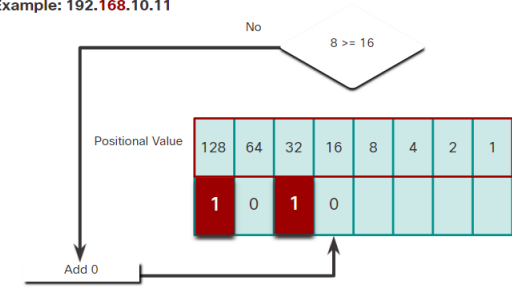 Example: 192.168.10.11
No
8 >= 16
Positional Value
128 64 32 16 8 4 2 1
1 0 1 0
Add 0